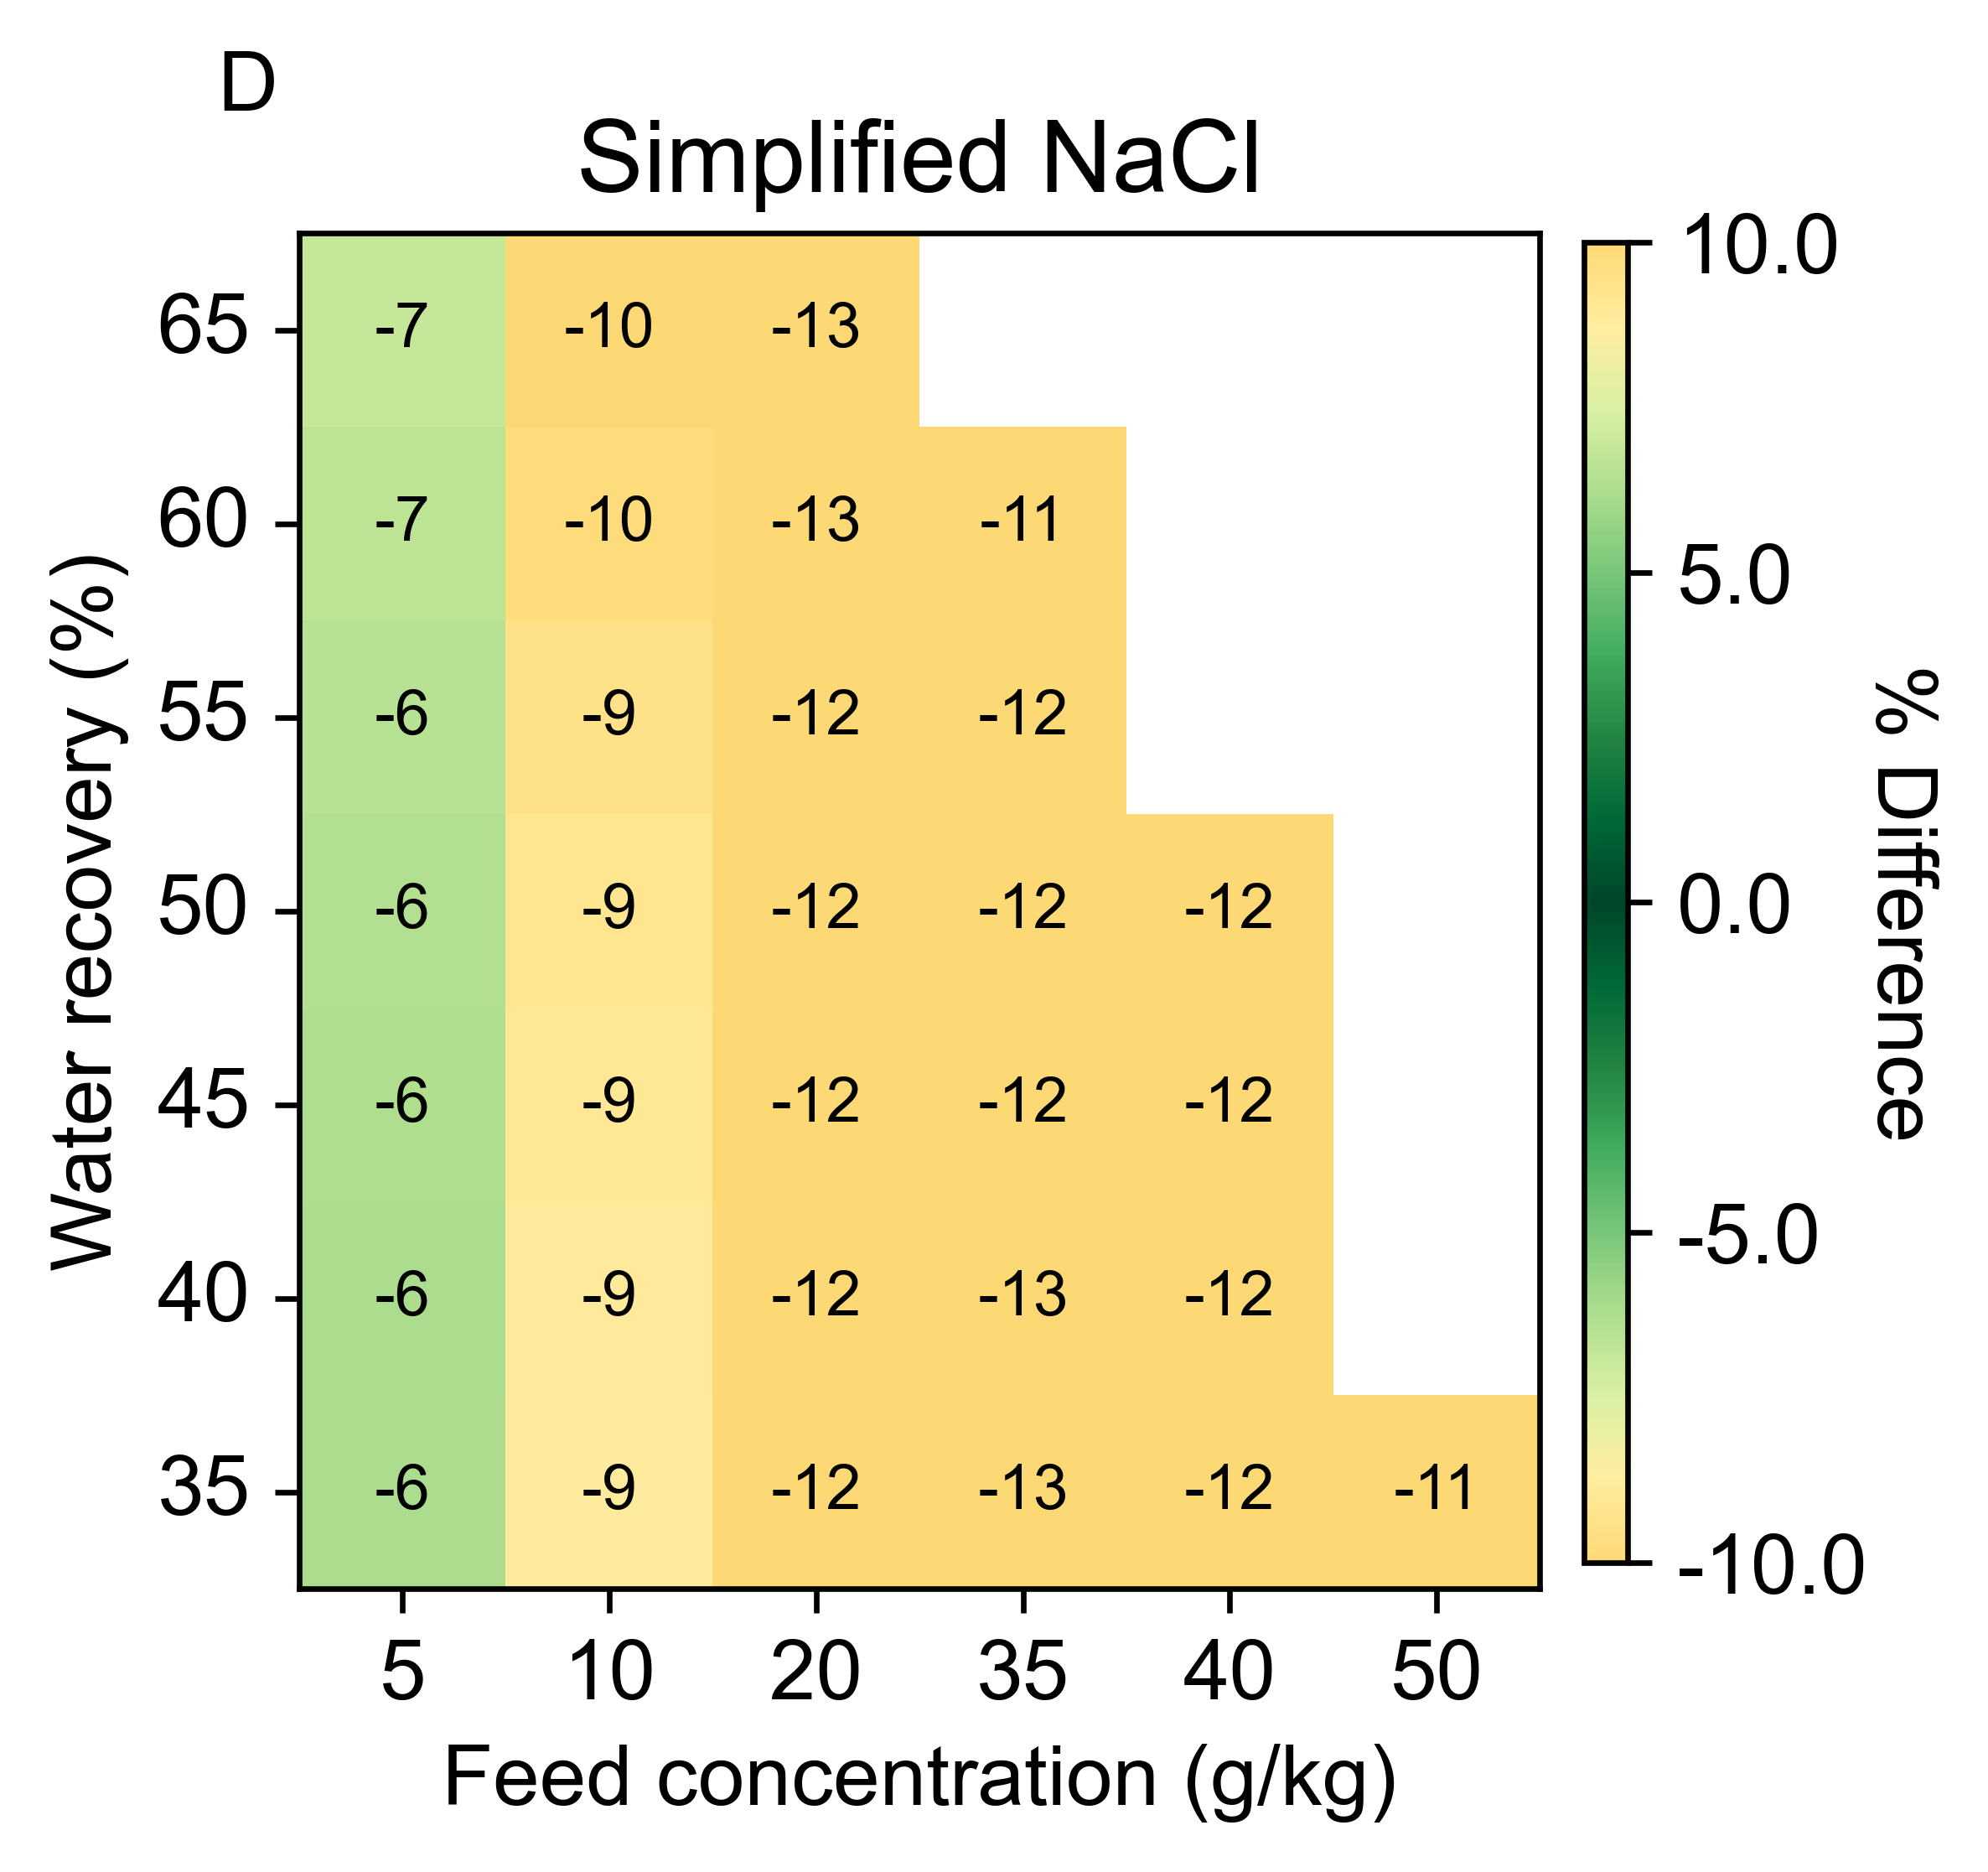 D
Simplified NaCl
65 -7 -10 -13
60 -7 -10 -13 -11
55 -6 -9 -12 -12
50 -6 -9 -12 -12 -12
45 -6 -9 -12 -12 -12
40 -6 -9 -12 -13 -12
35 -6 -9 -12 -13 -12 -11
5 10 20 35 40 50
Feed concentration (g/kg)
Water recovery (%)
10.0
5.0
0.0
-5.0
-10.0
% Difference